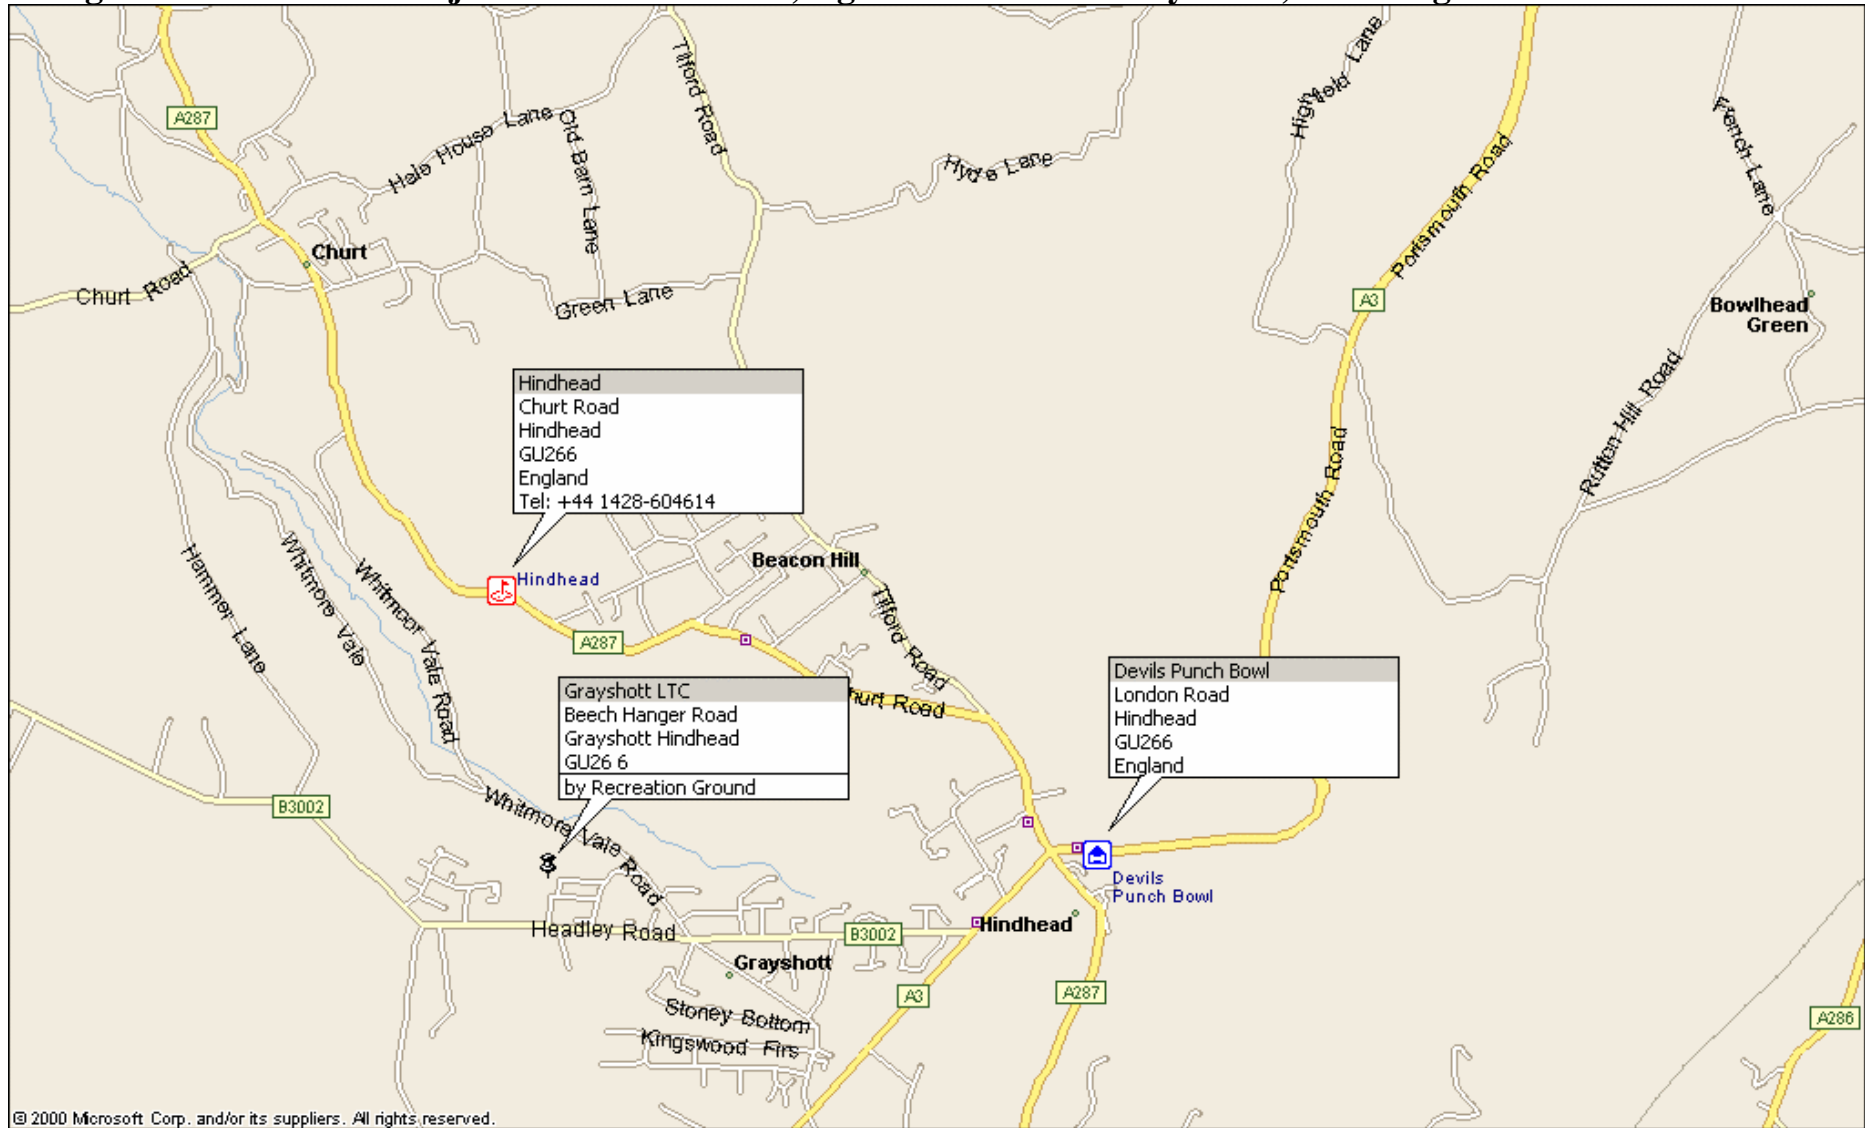 A287
Tilford Road
Hale House Lane
Old Barn Lane
Hyde Lane
Highfield Lane
Portsmouth Road
French Lane
Churt
Churt Road
Green Lane
A3
Bowlhead
Green
Rutton Hill Road
Hindhead
Churt Road
Hindhead
GU266
England
Tel: +44 1428-604614
Portsmouth Road
Beacon Hill
Hindhead
Tilford Road
A287
Hammer Lane
Whitmore Vale
Whitmoor Vale Road
Grayshott LTC
Beech Hanger Road
Grayshott Hindhead
GU26 6
by Recreation Ground
hurt Road
Devils Punch Bowl
London Road
Hindhead
GU266
England
B3002
Whitmore Vale Road
Devils
Punch Bowl
Headley Road
B3002
Hindhead
Grayshott
A3
A287
Stoney Bottom
Kingswood Firs
A286
© 2000 Microsoft Corp. and/or its suppliers. All rights reserved.